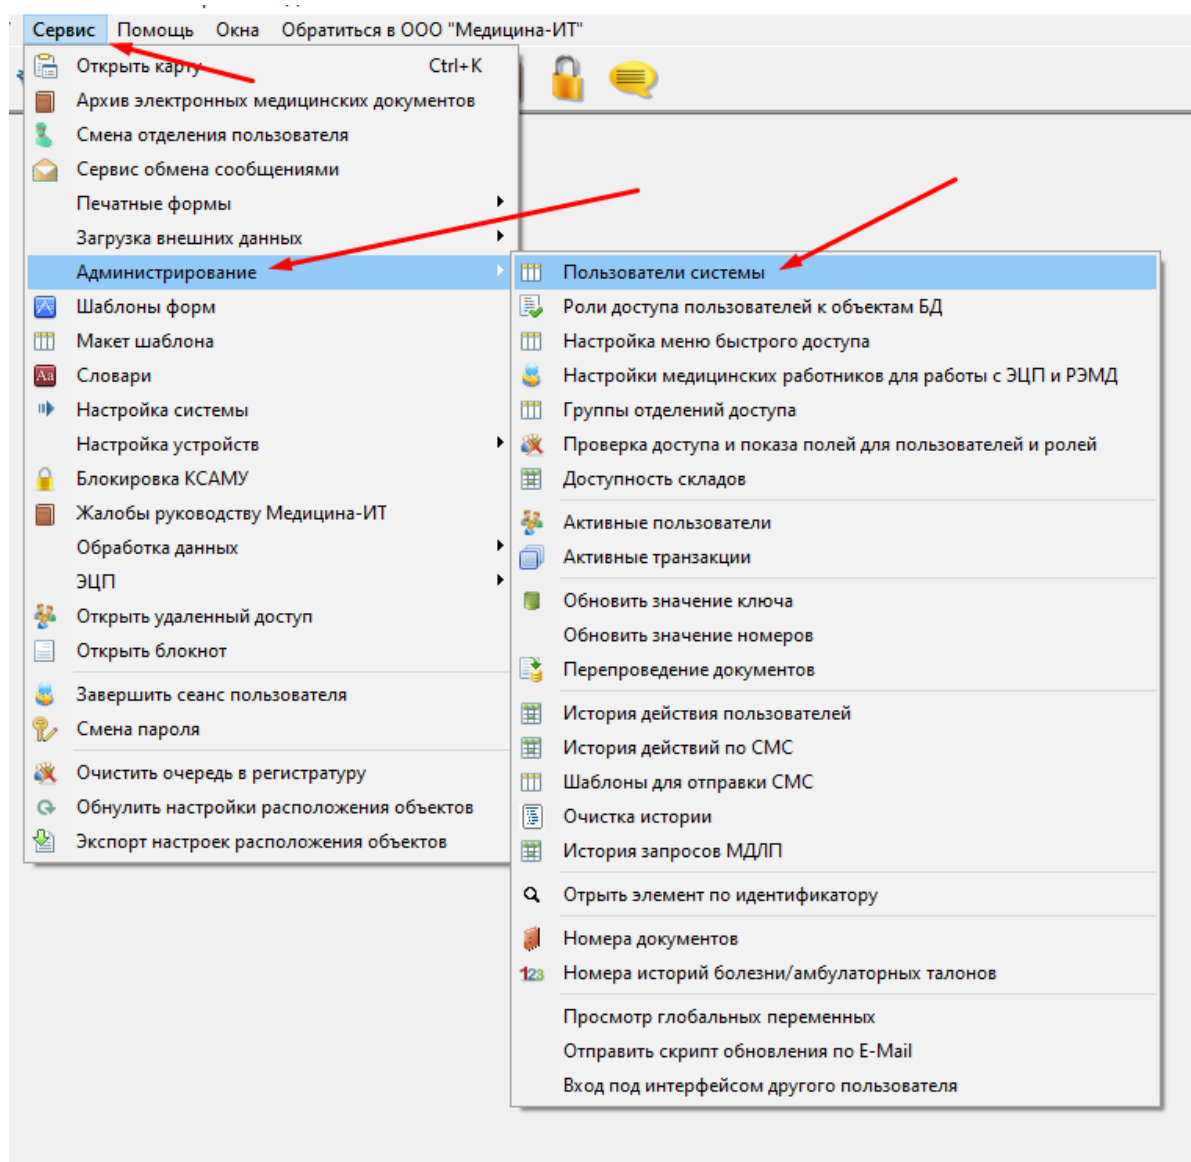 Сервис Помощь Окна Обратиться в ООО "Медицина-ИТ"
Открыть карту Ctrl+K
Архив электронных медицинских документов
Смена отделения пользователя
Сервис обмена сообщениями
Печатные формы
Загрузка внешних данных
Администрирование
Шаблоны форм
Макет шаблона
Aa Словари
Настройка системы
Настройка устройств
Блокировка КСАМУ
Жалобы руководству Медицина-ИТ
Обработка данных
ЭЦП
Открыть удаленный доступ
Открыть блокнот
Завершить сеанс пользователя
Смена пароля
Очистить очередь в регистратуру
Обнулить настройки расположения объектов
Экспорт настроек расположения объектов
Пользователи системы
Роли доступа пользователей к объектам БД
Настройка меню быстрого доступа
Настройки медицинских работников для работы с ЭЦП и РЭМД
Группы отделений доступа
Проверка доступа и показа полей для пользователей и ролей
Доступность складов
Активные пользователи
Активные транзакции
Обновить значение ключа
Обновить значение номеров
Перепроведение документов
История действия пользователей
История действий по СМС
Шаблоны для отправки СМС
Очистка истории
История запросов МДЛП
Отрыть элемент по идентификатору
Номера документов
123 Номера историй болезни/амбулаторных талонов
Просмотр глобальных переменных
Отправить скрипт обновления по E-Mail
Вход под интерфейсом другого пользователя